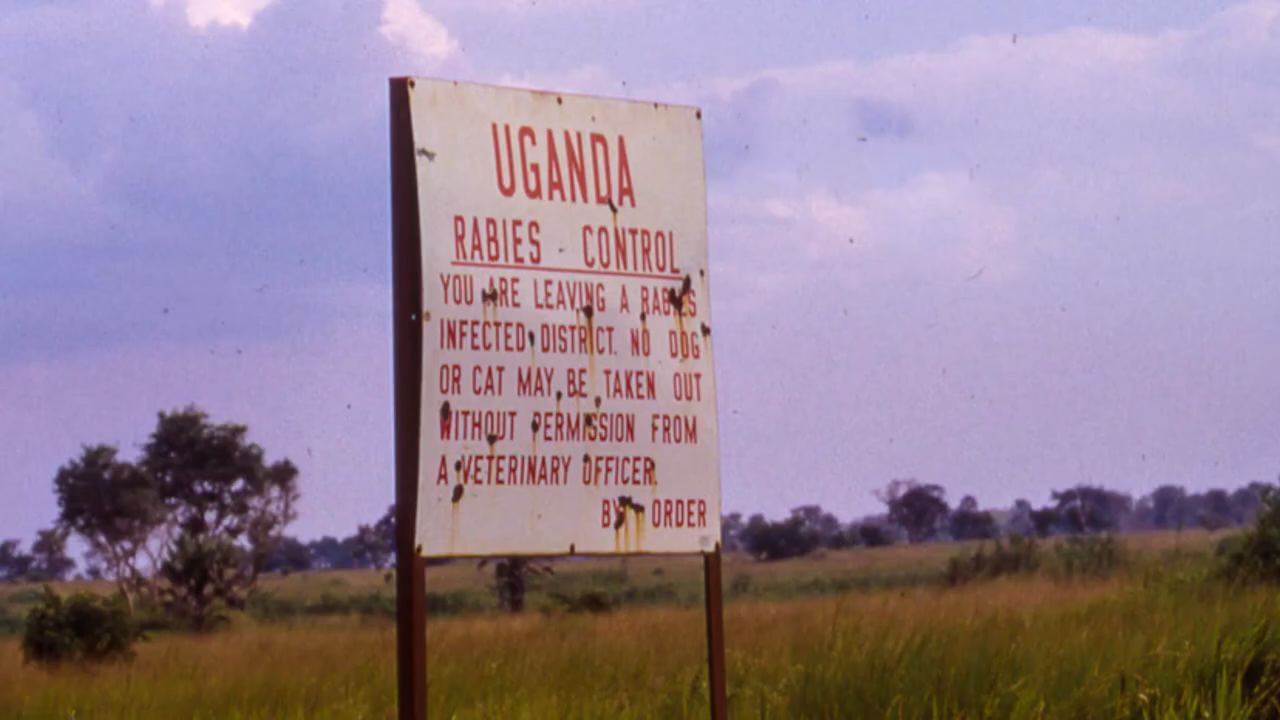 UGANDA
RABIES CONTROL
YOU ARE LEAVING A RABIES
INFECTED DISTRICT. NO DOG
OR CAT MAY BE TAKEN OUT
WITHOUT PERMISSION FROM
A VETERINARY OFFICER.
BY ORDER